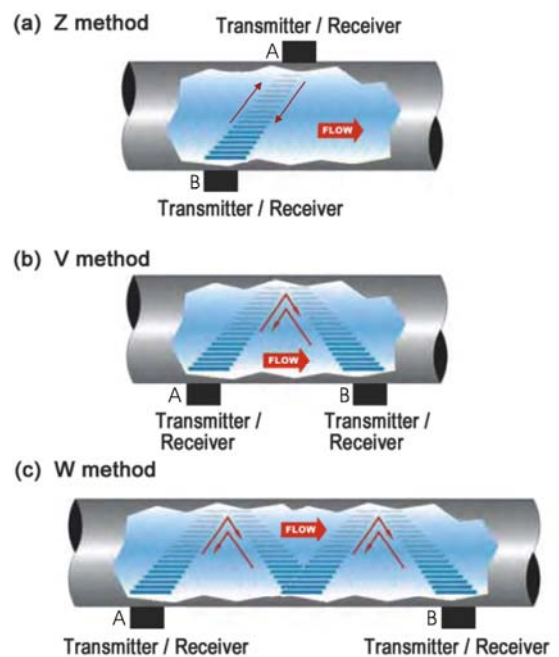 (a) Z method
Transmitter / Receiver
A
FLOW
B
Transmitter / Receiver
(b) V method
FLOW
A
B
Transmitter /
Receiver
Transmitter /
Receiver
(c) W method
FLOW
A
B
Transmitter / Receiver
Transmitter / Receiver